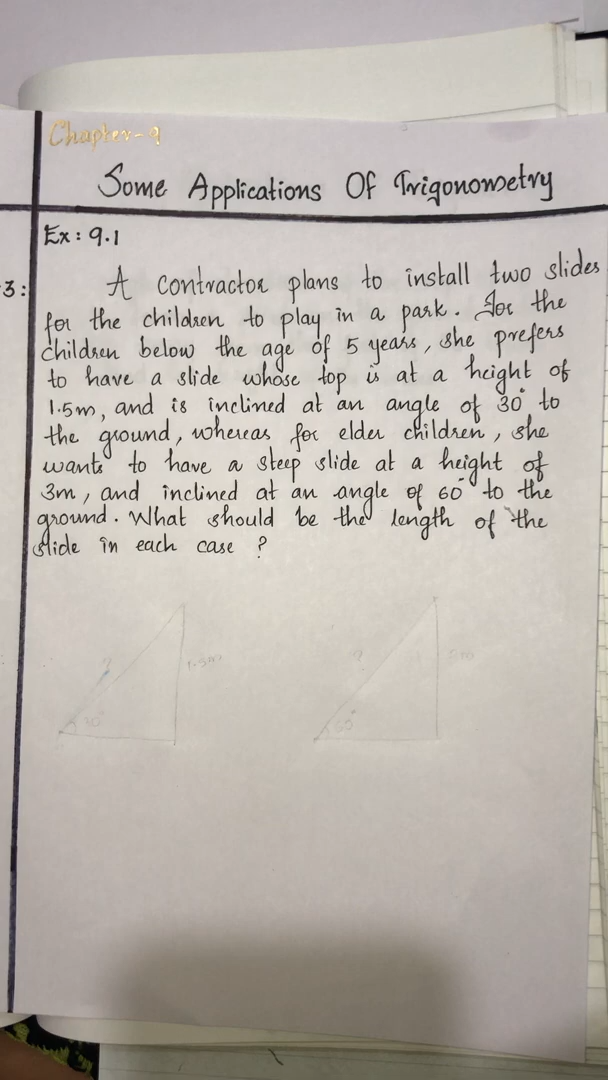 Chapter-9
Some Applications Of Trigonometry
Ex: 9.1
3:
A contractor plans to install two slides
for the children to play in a park. For the
children below the age of 5 years, she prefers
to have a slide whose top is at a height of
1.5m, and is inclined at an angle of 30° to
the ground, whereas for elder children, she
wants to have a steep slide at a height of
3m, and inclined at an angle of 60° to the
ground. What should be the length of the
slide in each case ?
? 1.5m ?
30° 60°